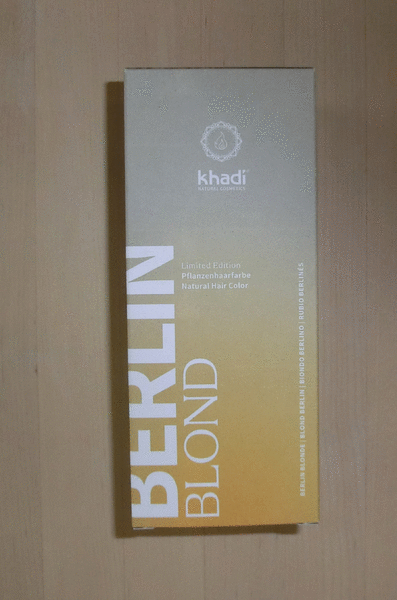 khadi
NATURAL COSMETICS
Limited Edition
Pflanzenhaarfarbe
Natural Hair Color
BERLIN
BLOND
BERLIN BLONDE | BLOND BERLIN | BIONDO BERLINO | RUBIO BERLINÉS